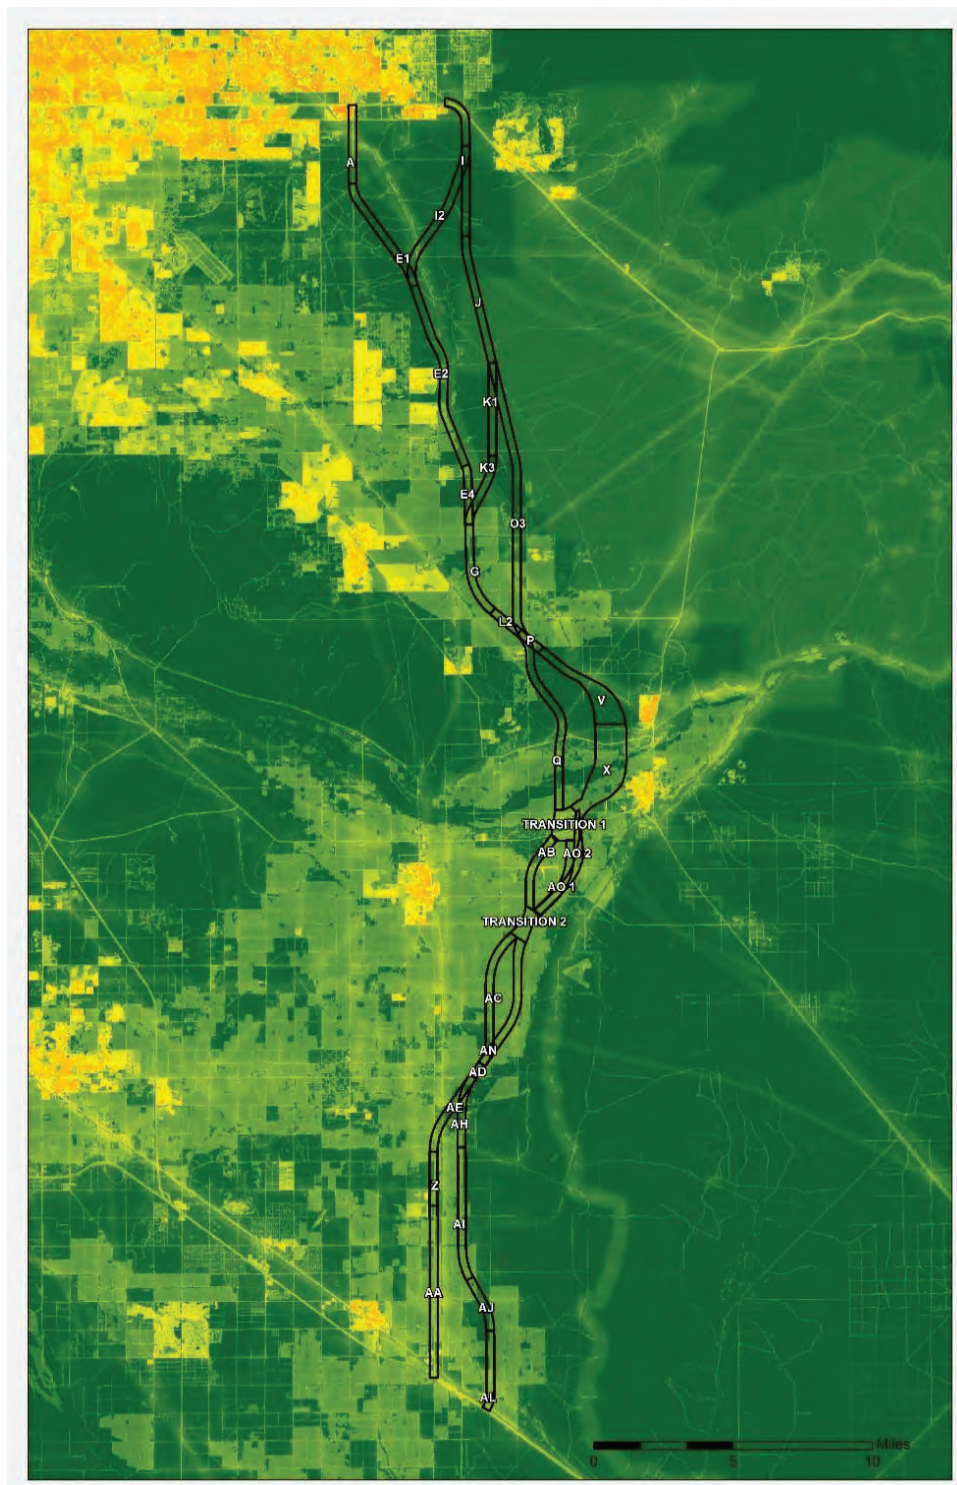 A
I
I2
E1
J
E2
K1
K3
E4
O3
G
L2
P
V
Q
X
TRANSITION 1
AB
AO 2
AO 1
TRANSITION 2
AC
AN
AD
AE
AH
Z
AI
AA
AJ
AL
Miles
0 5 10